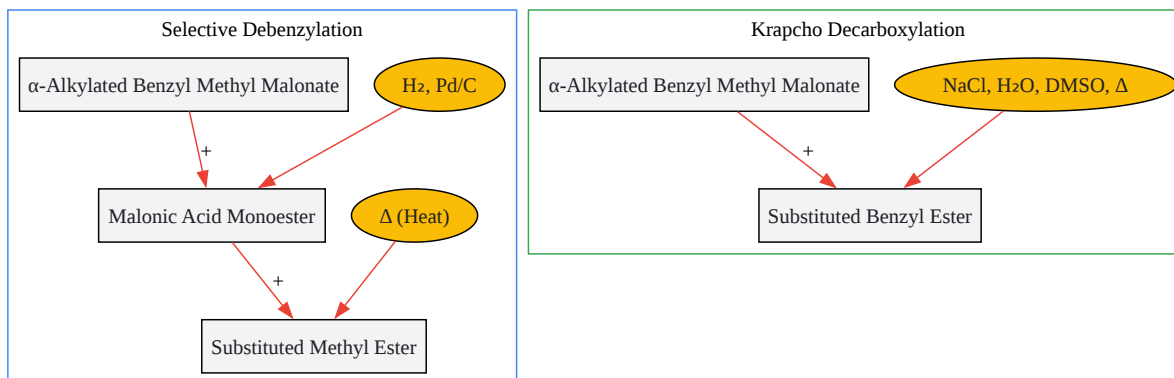 Selective Debenzylation
α-Alkylated Benzyl Methyl Malonate
H₂, Pd/C
+
Malonic Acid Monoester
Δ (Heat)
+
Substituted Methyl Ester
Krapcho Decarboxylation
α-Alkylated Benzyl Methyl Malonate
NaCl, H₂O, DMSO, Δ
+
Substituted Benzyl Ester